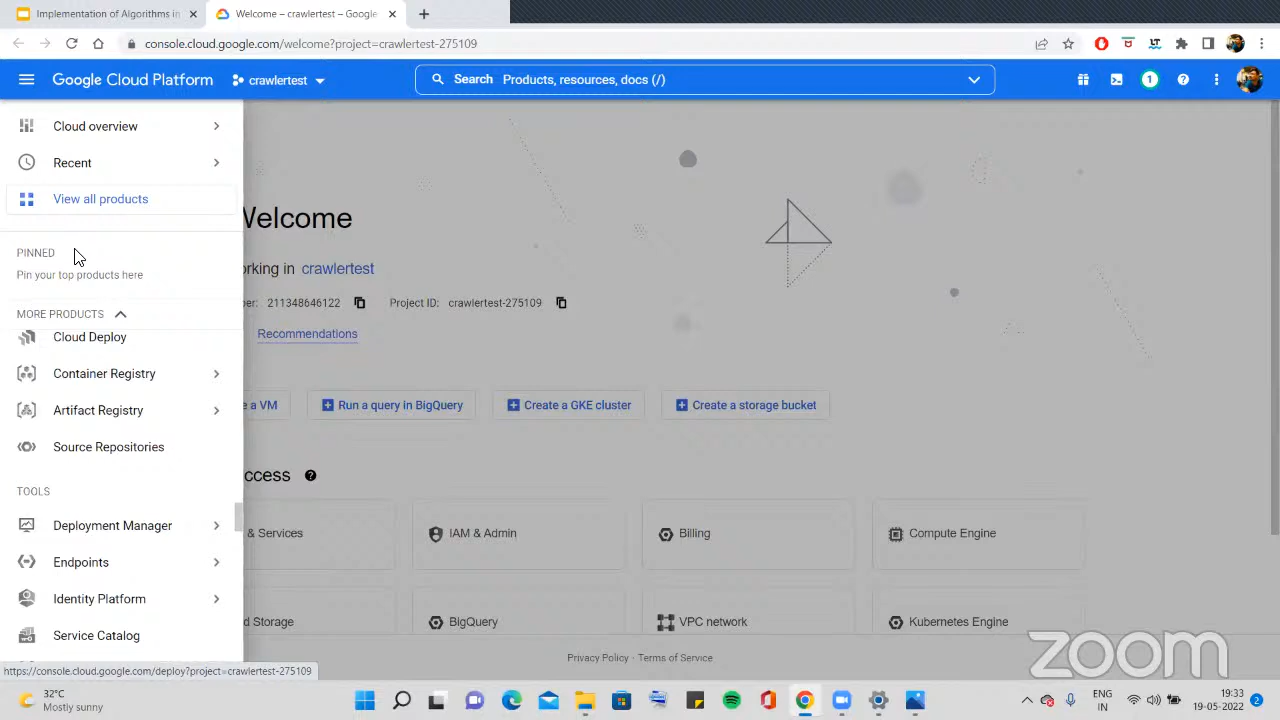 Implementation of Algorithms in
Welcome – crawlertest – Google
console.cloud.google.com/welcome?project=crawlertest-275109
Google Cloud Platform
crawlertest
Search Products, resources, docs (/)
1
Cloud overview
Recent
View all products
PINNED
Pin your top products here
MORE PRODUCTS
Cloud Deploy
Container Registry
Artifact Registry
Source Repositories
TOOLS
Deployment Manager
Endpoints
Identity Platform
Service Catalog
Welcome
orking in crawlertest
er: 211348646122 Project ID: crawlertest-275109
Recommendations
e a VM
Run a query in BigQuery
Create a GKE cluster
Create a storage bucket
ccess
& Services
IAM & Admin
Billing
Compute Engine
d Storage
BigQuery
VPC network
Kubernetes Engine
Privacy Policy · Terms of Service
zoom
https://console.cloud.google.com/deploy?project=crawlertest-275109
32°C
Mostly sunny
ENG
IN
19:33
19-05-2022
2